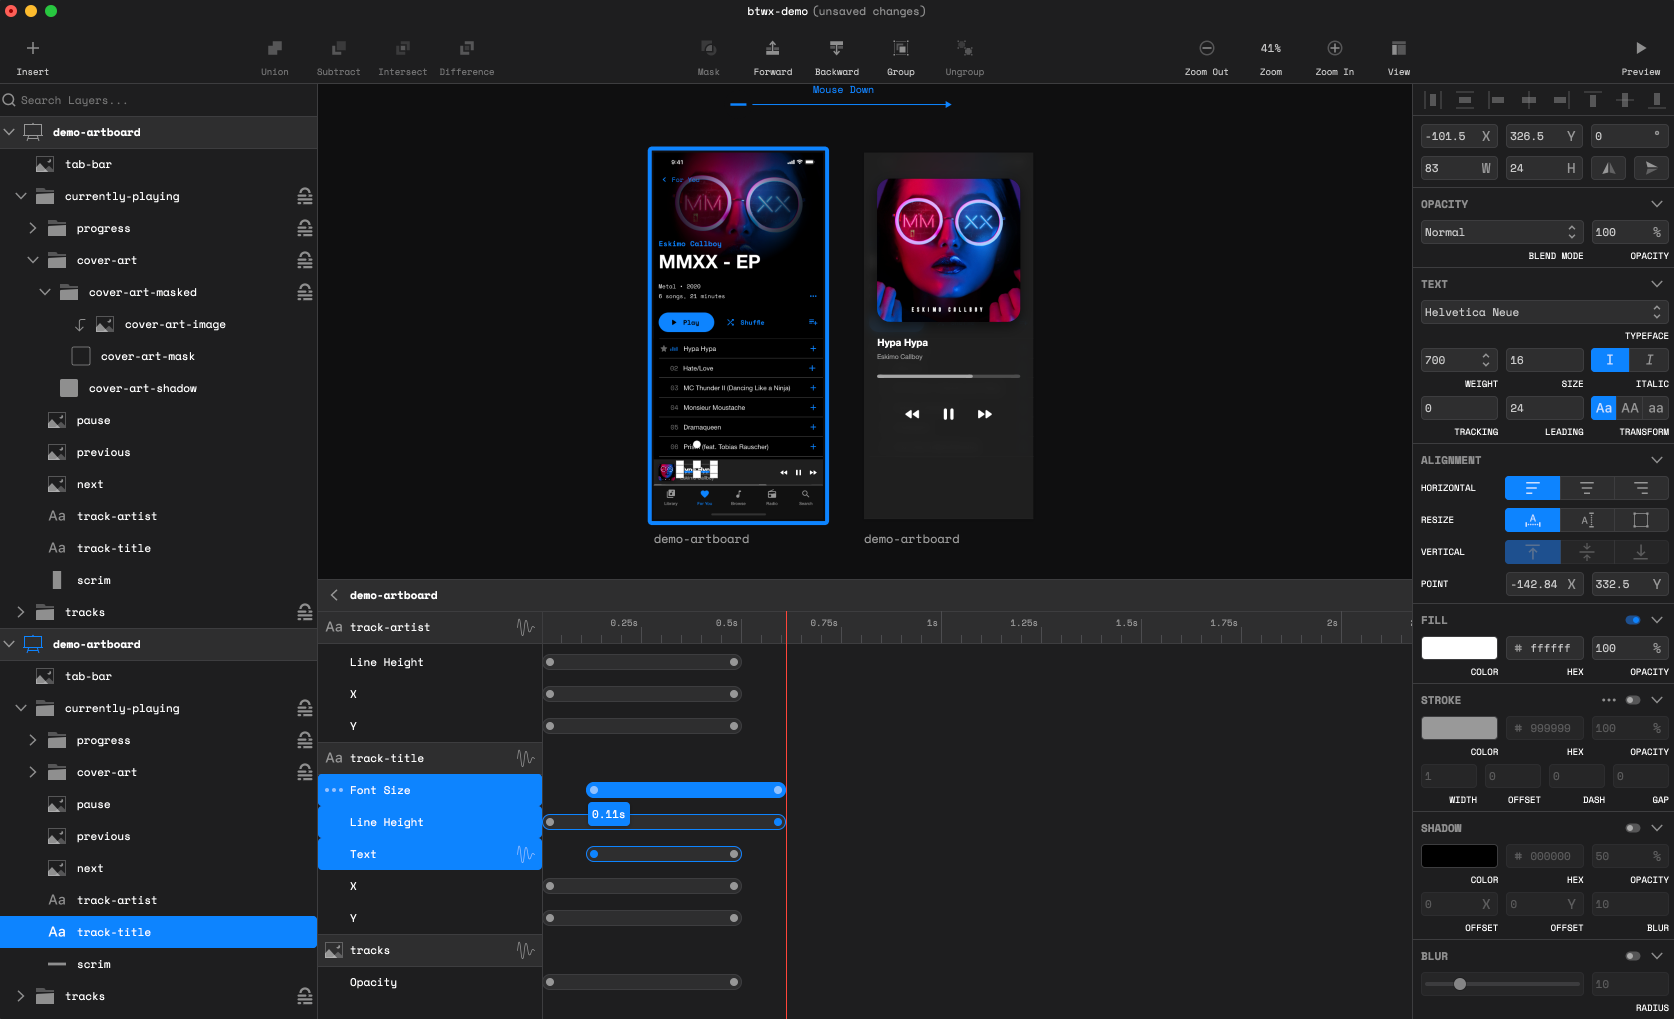 btwx-demo (unsaved changes)
Insert
Union
Subtract
Intersect
Difference
Mask
Forward
Backward
Group
Ungroup
Zoom Out
41%
Zoom
Zoom In
View
Preview
Search Layers...
demo-artboard
tab-bar
currently-playing
progress
cover-art
cover-art-masked
cover-art-image
cover-art-mask
cover-art-shadow
pause
previous
next
Aa track-artist
Aa track-title
scrim
tracks
demo-artboard
tab-bar
currently-playing
progress
cover-art
pause
previous
next
Aa track-artist
Aa track-title
scrim
tracks
Mouse Down
9:41
For You
MM XX
Eskimo Callboy
MMXX - EP
Metal • 2020
6 songs, 21 minutes
Play
Shuffle
Hypa Hypa
02 Hate/Love
03 MC Thunder II (Dancing Like a Ninja)
04 Monsieur Moustache
05 Dramaqueen
06 (feat. Tobias Rauscher)
Library
For You
Browse
Radio
Search
demo-artboard
MM XX
ESKIMO CALLBOY
Hypa Hypa
Eskimo Callboy
demo-artboard
demo-artboard
Aa track-artist
0.25s
0.5s
0.75s
1s
1.25s
1.5s
1.75s
2s
Line Height
X
Y
Aa track-title
Font Size
0.11s
Line Height
Text
X
Y
tracks
Opacity
-101.5 X
326.5 Y
0 °
83 W
24 H
OPACITY
Normal
100 %
BLEND MODE
OPACITY
TEXT
Helvetica Neue
TYPEFACE
700
16
I I
WEIGHT
SIZE
ITALIC
0
24
Aa AA aa
TRACKING
LEADING
TRANSFORM
ALIGNMENT
HORIZONTAL
RESIZE
A A
VERTICAL
POINT
-142.84 X
332.5 Y
FILL
# ffffff
100 %
COLOR
HEX
OPACITY
STROKE
# 999999
100 %
COLOR
HEX
OPACITY
1
0
0
0
WIDTH
OFFSET
DASH
GAP
SHADOW
# 000000
50 %
COLOR
HEX
OPACITY
0 X
0 Y
10
OFFSET
OFFSET
BLUR
BLUR
10
RADIUS